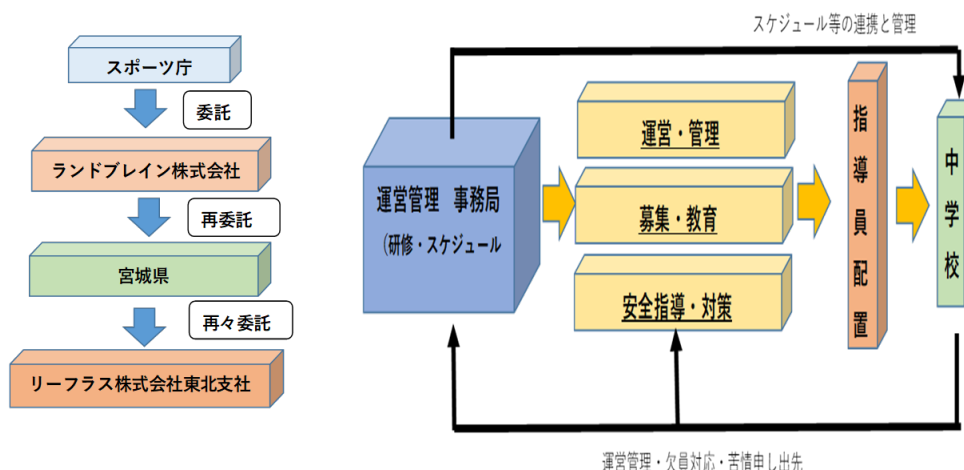 スポーツ庁
委託
ランドブレイン株式会社
再委託
宮城県
再々委託
リーフラス株式会社東北支社
スケジュール等の連携と管理
運営管理　事務局
（研修・スケジュール
運営・管理
募集・教育
安全指導・対策
指導員配置
中学校
運営管理・欠員対応・苦情申し出先